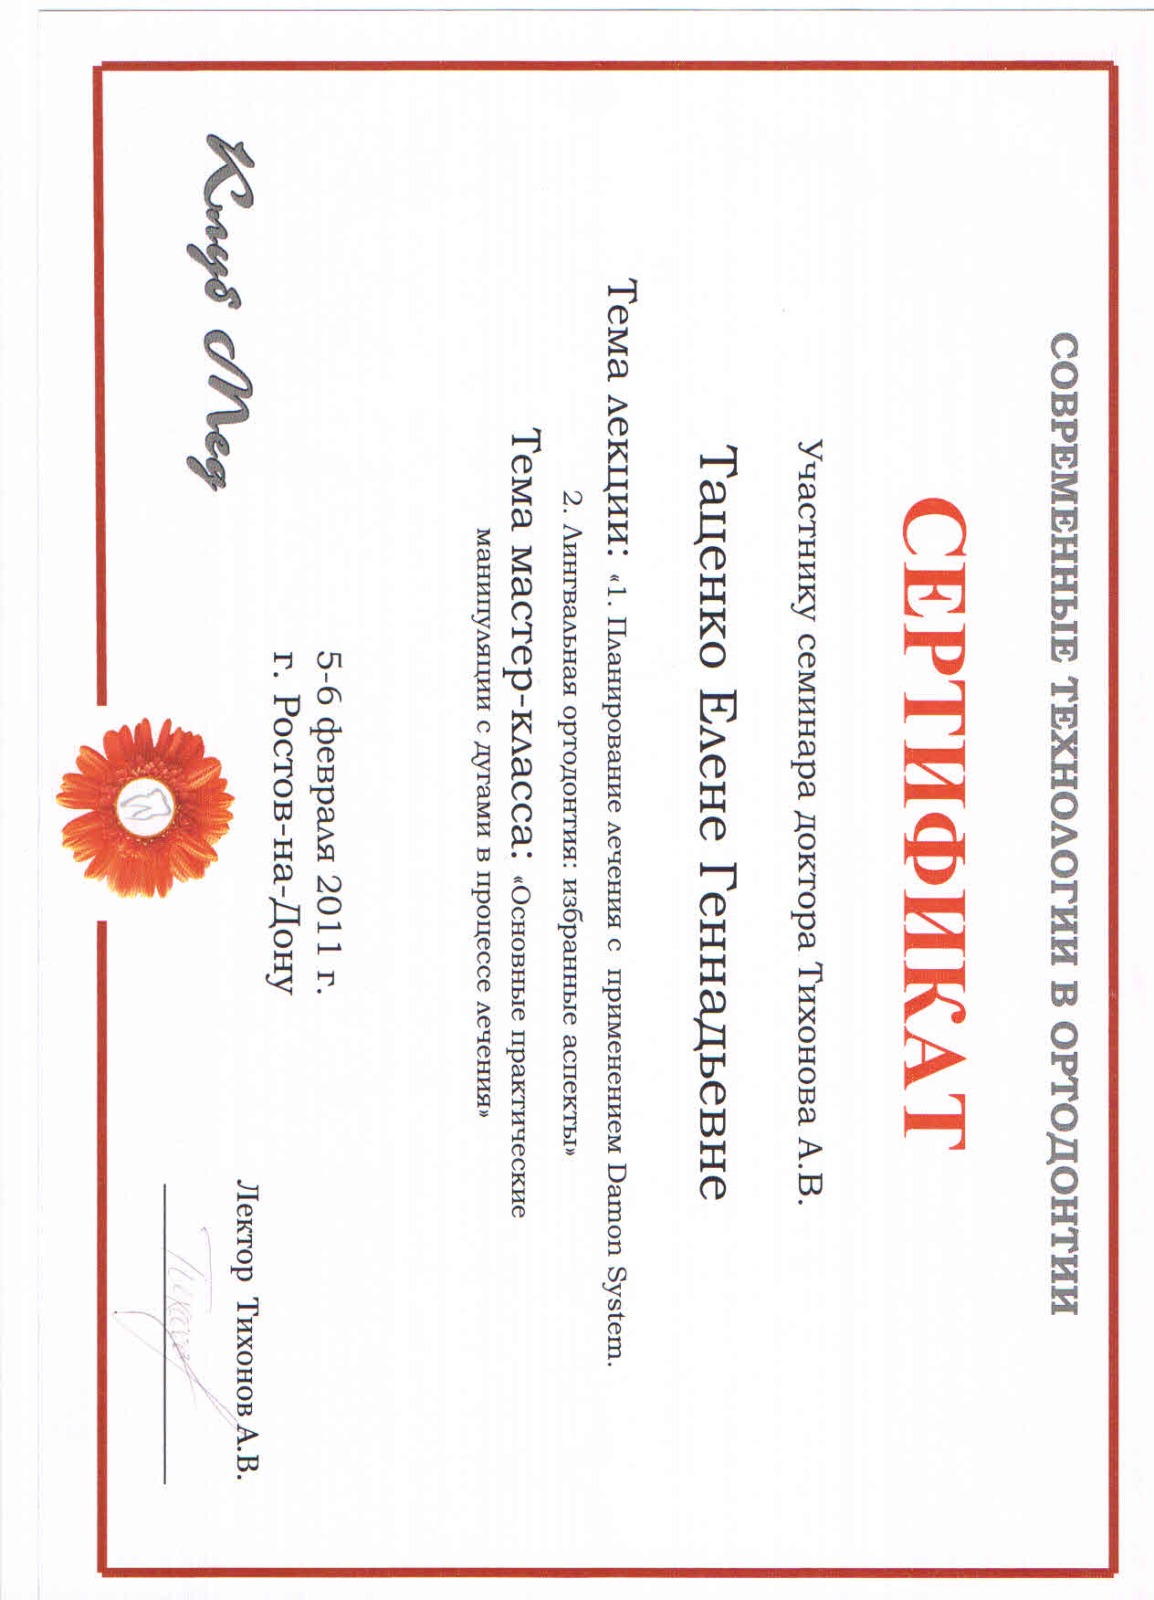 СОВРЕМЕННЫЕ ТЕХНОЛОГИИ В ОРТОДОНТИИ
СЕРТИФИКАТ
Участнику семинара доктора Тихонова А.В.
Таценко Елене Геннадьевне
Тема лекции: «1. Планирование лечения с применением Damon System.
2. Лингвальная ортодонтия: избранные аспекты»
Тема мастер-класса: «Основные практические
манипуляции с дугами в процессе лечения»
5-6 февраля 2011 г.
г. Ростов-на-Дону
Лектор Тихонов А.В.
Клуб Мед